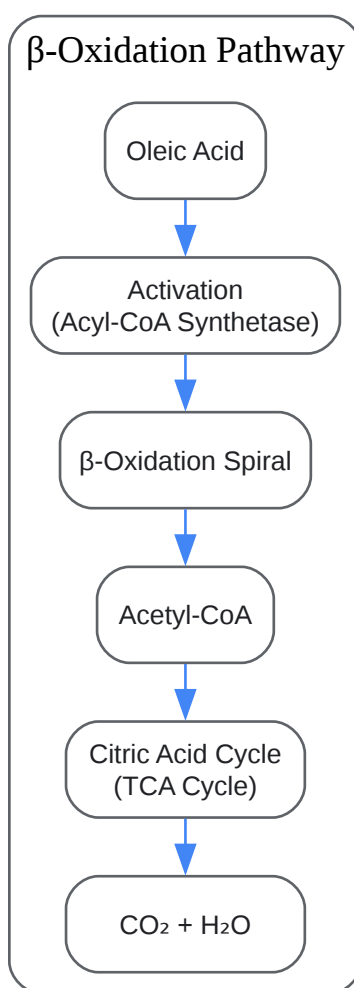 β-Oxidation Pathway
Oleic Acid
Activation
(Acyl-CoA Synthetase)
β-Oxidation Spiral
Acetyl-CoA
Citric Acid Cycle
(TCA Cycle)
CO₂ + H₂O